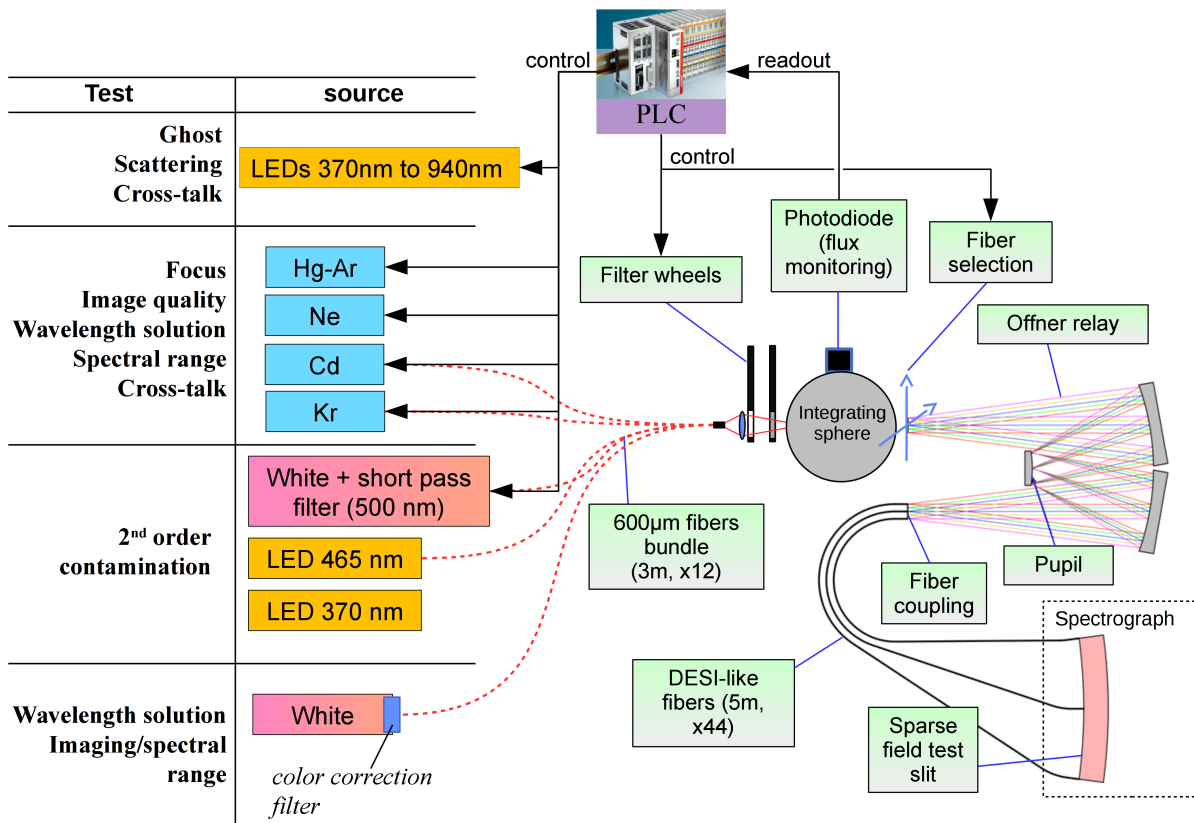 control
readout
PLC
control
Test
source
Ghost
Scattering
Cross-talk
LEDs 370nm to 940nm
Focus
Image quality
Wavelength solution
Spectral range
Cross-talk
Hg-Ar
Ne
Cd
Kr
2nd order
contamination
White + short pass
filter (500 nm)
LED 465 nm
LED 370 nm
Wavelength solution
Imaging/spectral
range
White
color correction
filter
Filter wheels
Photodiode
(flux
monitoring)
Fiber
selection
Offner relay
Integrating
sphere
600µm fibers
bundle
(3m, x12)
Fiber
coupling
Pupil
DESI-like
fibers (5m,
x44)
Spectrograph
Sparse
field test
slit